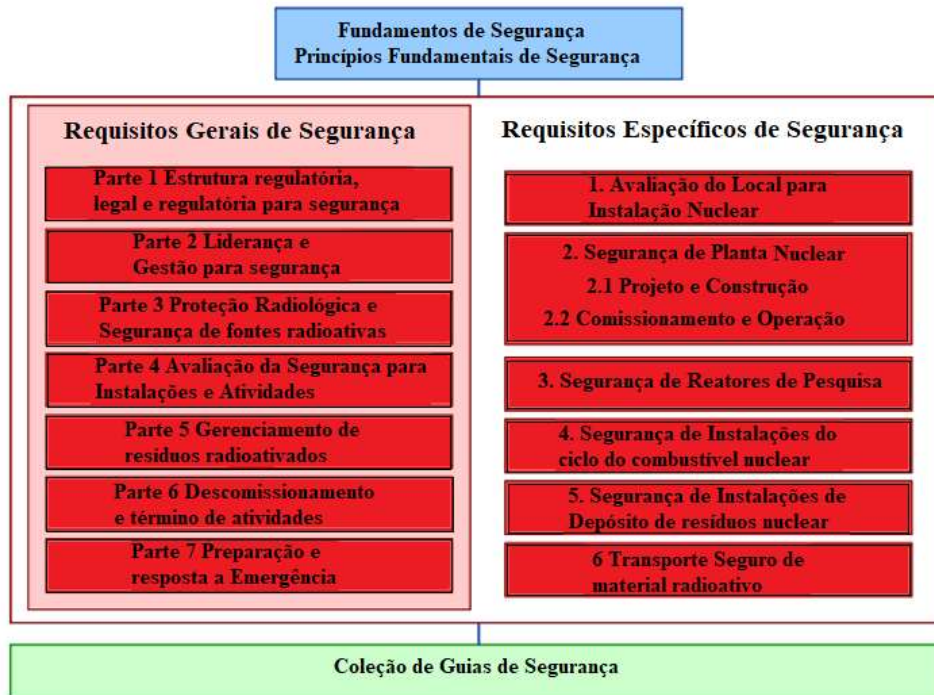 Fundamentos de Segurança
Princípios Fundamentais de Segurança
Requisitos Gerais de Segurança
Parte 1 Estrutura regulatória,
legal e regulatória para segurança
Parte 2 Liderança e
Gestão para segurança
Parte 3 Proteção Radiológica e
Segurança de fontes radioativas
Parte 4 Avaliação da Segurança para
Instalações e Atividades
Parte 5 Gerenciamento de
resíduos radioativados
Parte 6 Descomissionamento
e término de atividades
Parte 7 Preparação e
resposta a Emergência
Requisitos Específicos de Segurança
1. Avaliação do Local para
Instalação Nuclear
2. Segurança de Planta Nuclear
2.1 Projeto e Construção
2.2 Comissionamento e Operação
3. Segurança de Reatores de Pesquisa
4. Segurança de Instalações do
ciclo do combustível nuclear
5. Segurança de Instalações de
Depósito de resíduos nuclear
6 Transporte Seguro de
material radioativo
Coleção de Guias de Segurança